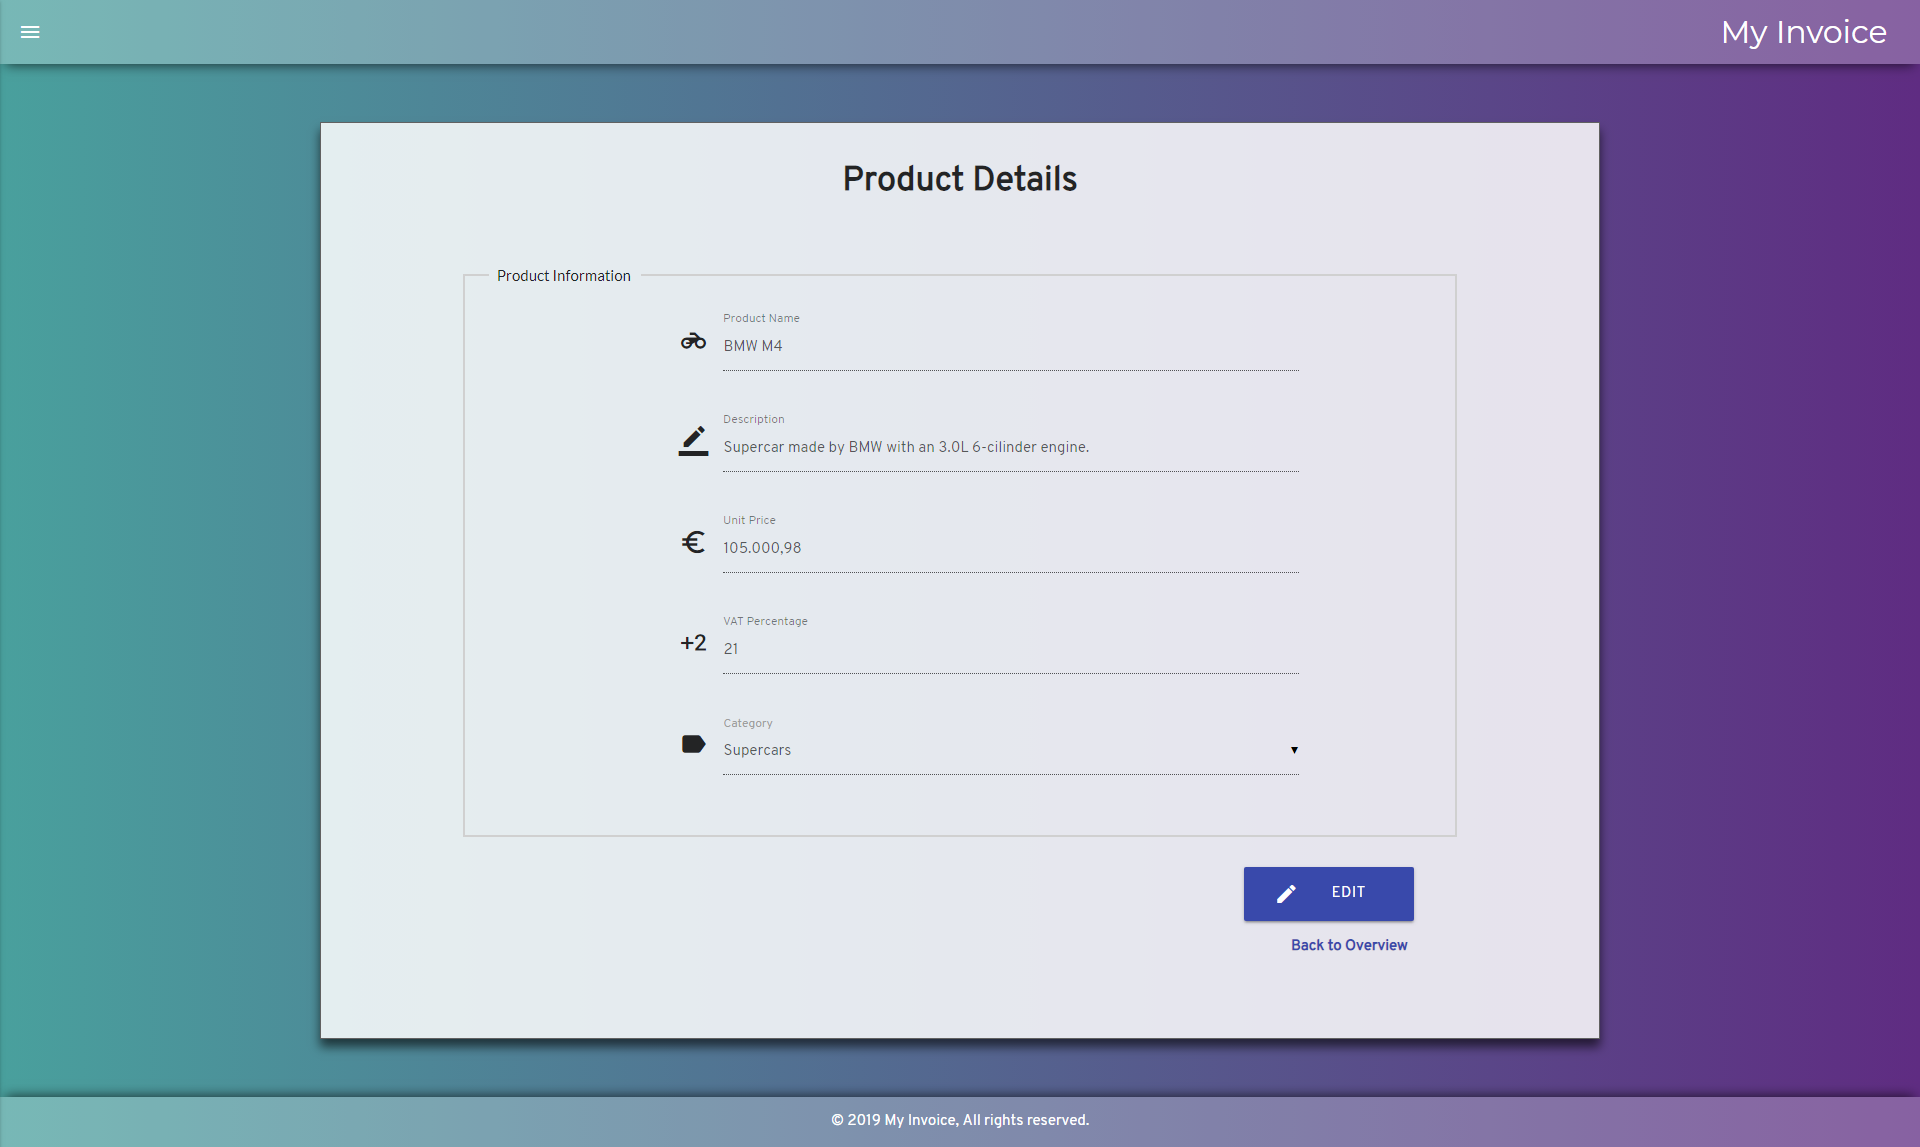 My Invoice
Product Details
Product Information
Product Name
BMW M4
Description
Supercar made by BMW with an 3.0L 6-cilinder engine.
Unit Price
€ 105.000,98
VAT Percentage
+2 21
Category
Supercars
EDIT
Back to Overview
© 2019 My Invoice, All rights reserved.